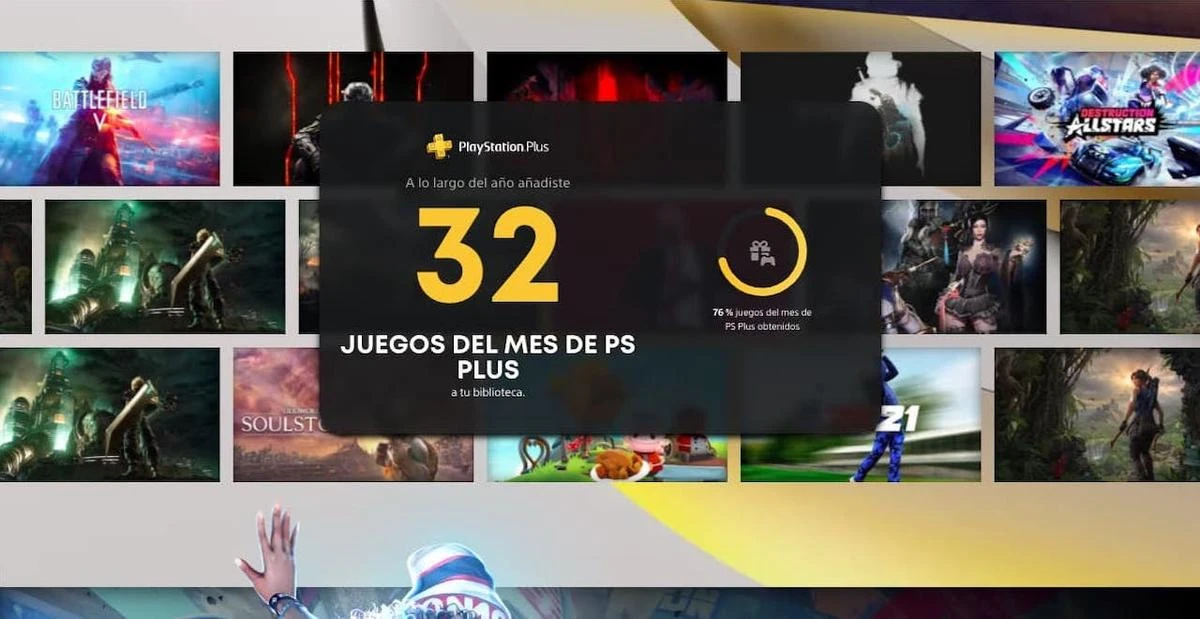 BATTLEFIELD
V
DESTRUCTION
ALLSTARS
PlayStation Plus
A lo largo del año añadiste
32
76 % juegos del mes de
PS Plus obtenidos
JUEGOS DEL MES DE PS
PLUS
a tu biblioteca.
SOULST
21